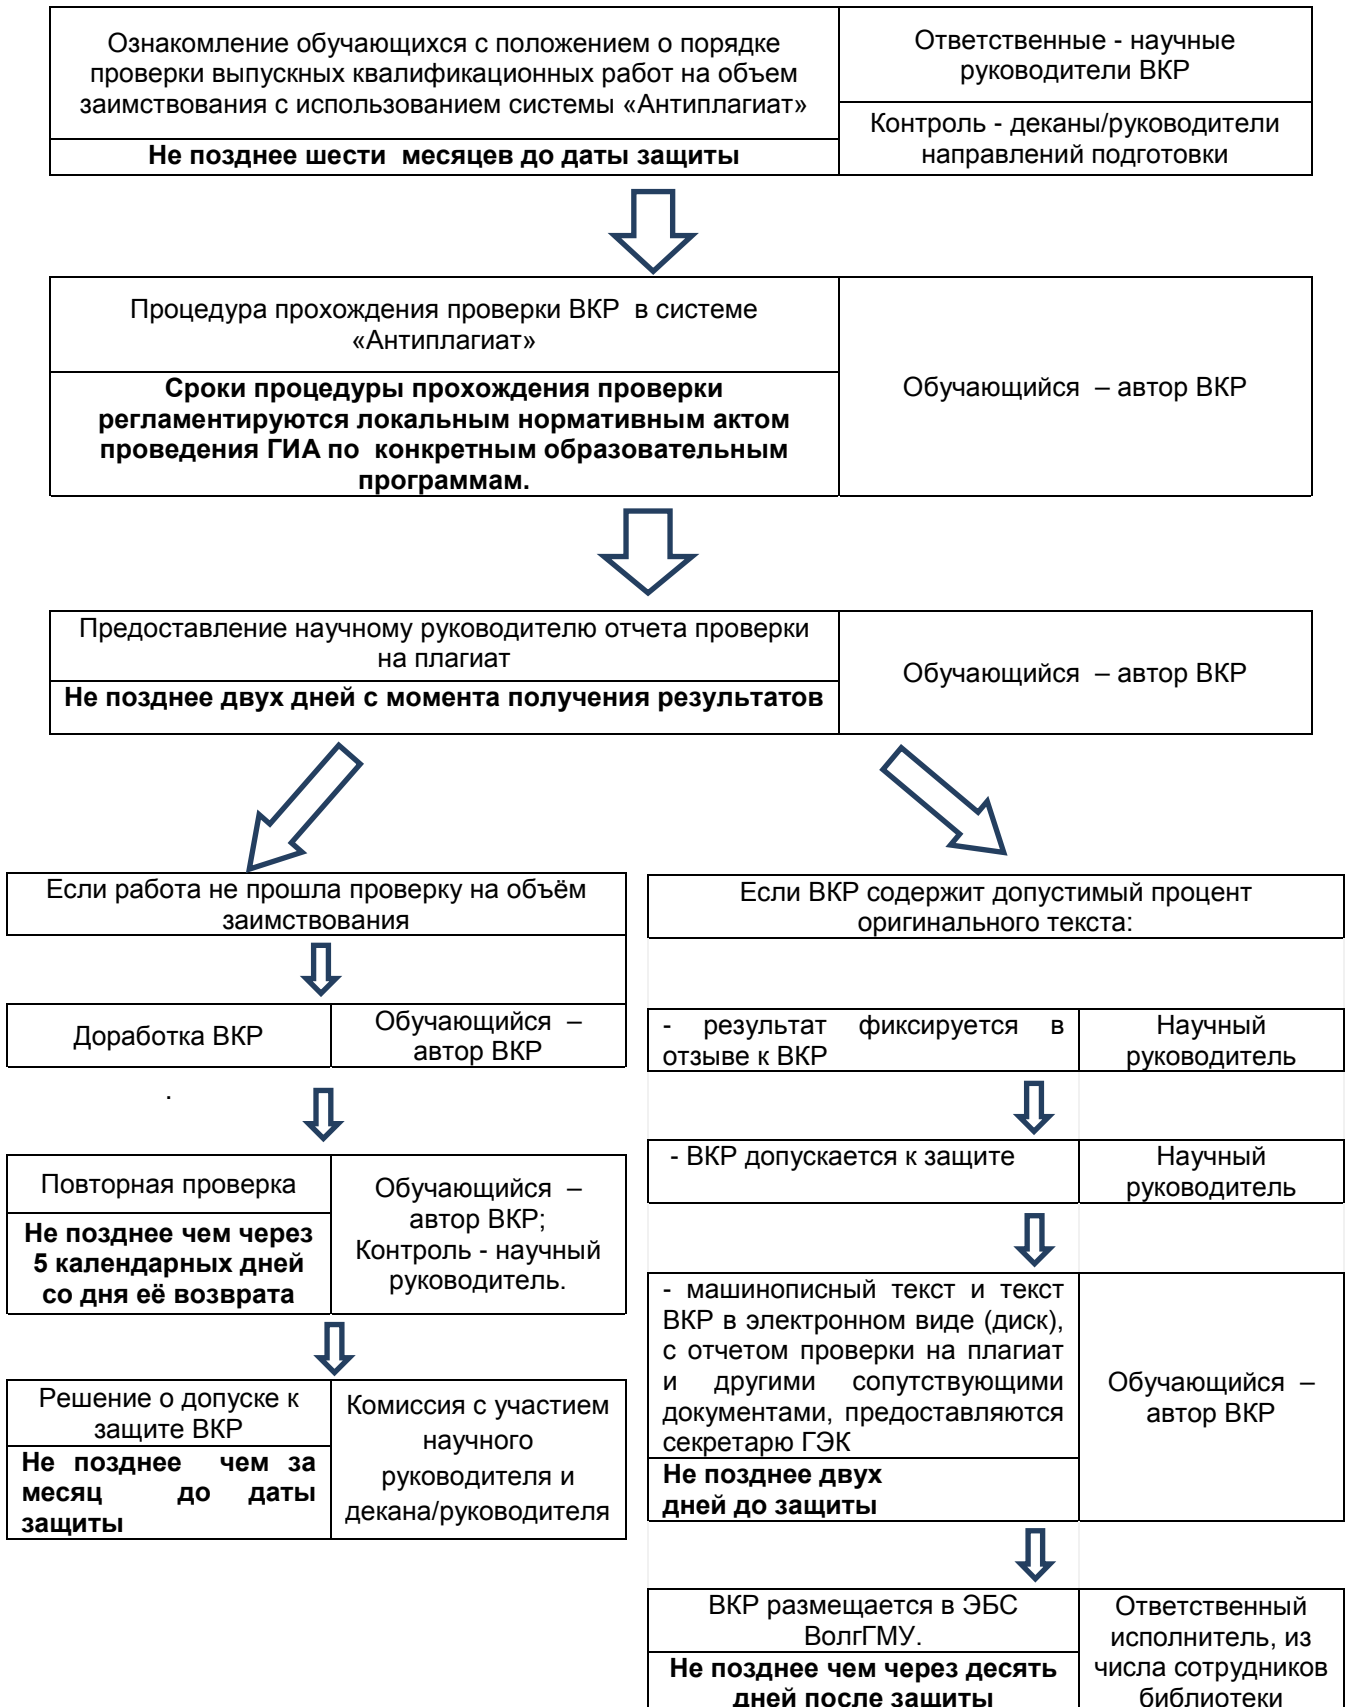 Ознакомление обучающихся с положением о порядке
проверки выпускных квалификационных работ на объем
заимствования с использованием системы «Антиплагиат»
Не позднее шести месяцев до даты защиты
Ответственные - научные
руководители ВКР
Контроль - деканы/руководители
направлений подготовки
Процедура прохождения проверки ВКР в системе
«Антиплагиат»
Сроки процедуры прохождения проверки
регламентируются локальным нормативным актом
проведения ГИА по конкретным образовательным
программам.
Обучающийся – автор ВКР
Предоставление научному руководителю отчета проверки
на плагиат
Не позднее двух дней с момента получения результатов
Обучающийся – автор ВКР
Если работа не прошла проверку на объём
заимствования
Доработка ВКР
Обучающийся –
автор ВКР
.
Повторная проверка
Не позднее чем через
5 календарных дней
со дня её возврата
Обучающийся –
автор ВКР;
Контроль - научный
руководитель.
Решение о допуске к
защите ВКР
Не позднее чем за
месяц до даты
защиты
Комиссия с участием
научного
руководителя и
декана/руководителя
Если ВКР содержит допустимый процент
оригинального текста:
- результат фиксируется в
отзыве к ВКР
Научный
руководитель
- ВКР допускается к защите
Научный
руководитель
- машинописный текст и текст
ВКР в электронном виде (диск),
с отчетом проверки на плагиат
и другими сопутствующими
документами, предоставляются
секретарю ГЭК
Не позднее двух
дней до защиты
Обучающийся –
автор ВКР
ВКР размещается в ЭБС
ВолгГМУ.
Не позднее чем через десять
дней после защиты
Ответственный
исполнитель, из
числа сотрудников
библиотеки